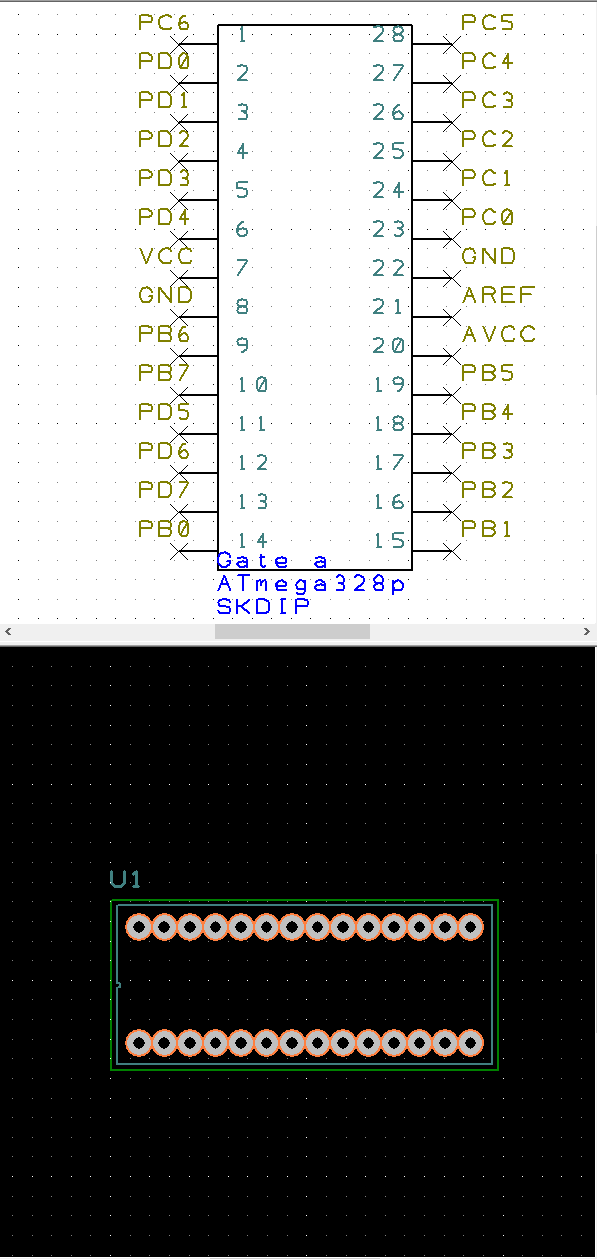 PC6 1 28 PC5
PD0 2 27 PC4
PD1 3 26 PC3
PD2 4 25 PC2
PD3 5 24 PC1
PD4 6 23 PC0
VCC 7 22 GND
GND 8 21 AREF
PB6 9 20 AVCC
PB7 10 19 PB5
PD5 11 18 PB4
PD6 12 17 PB3
PD7 13 16 PB2
PB0 14 15 PB1
Gate a
ATmega328p
SKDIP
U1